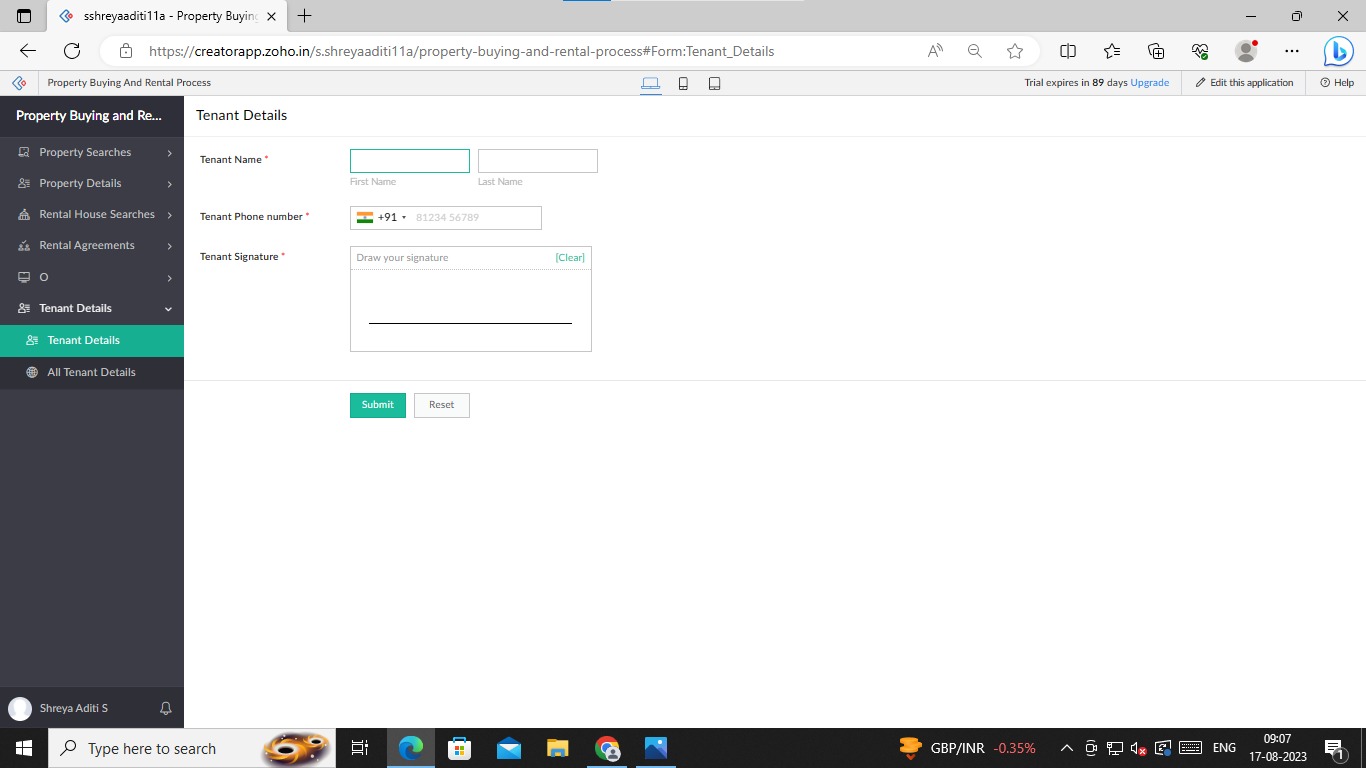 sshreyaaditi11a - Property Buying
https://creatorapp.zoho.in/s.shreyaaditi11a/property-buying-and-rental-process#Form:Tenant_Details
Property Buying And Rental Process
Trial expires in 89 days Upgrade
Edit this application
Help
Property Buying and Re...
Property Searches
Property Details
Rental House Searches
Rental Agreements
O
Tenant Details
Tenant Details
All Tenant Details
Shreya Aditi S
Tenant Details
Tenant Name *
First Name
Last Name
Tenant Phone number *
+91
81234 56789
Tenant Signature *
Draw your signature
[Clear]
Submit
Reset
Type here to search
GBP/INR -0.35%
ENG
09:07
17-08-2023
1